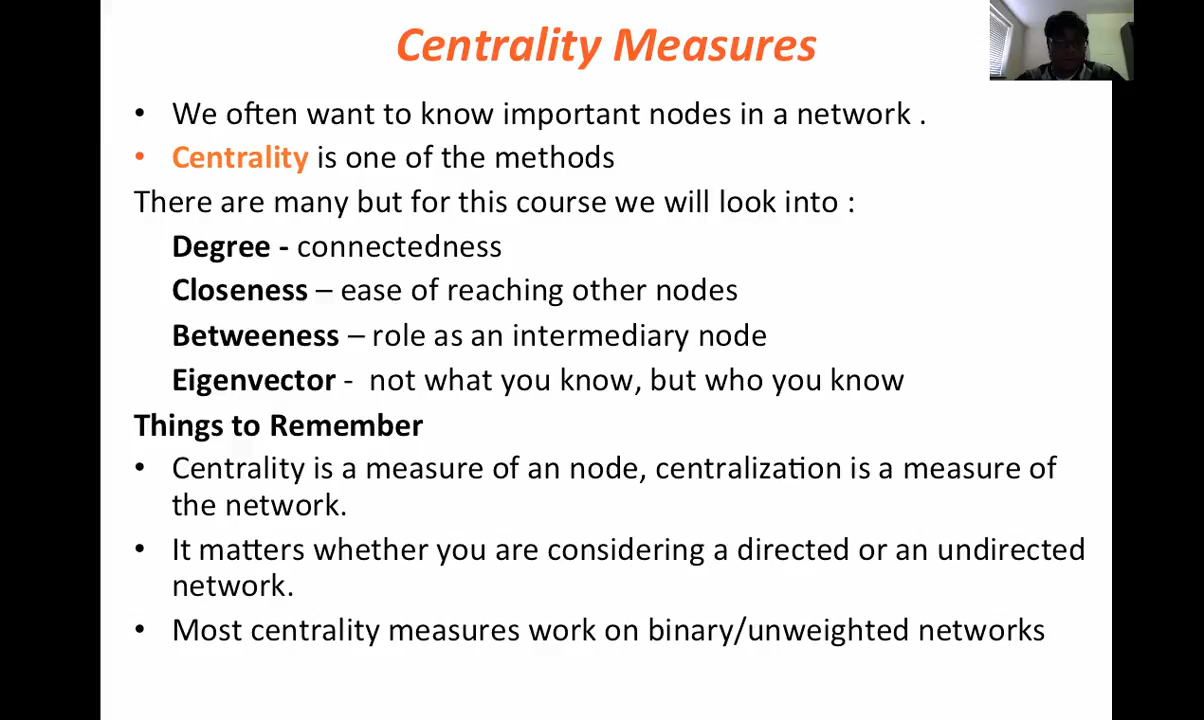 Centrality Measures
• We often want to know important nodes in a network .
• Centrality is one of the methods
There are many but for this course we will look into :
Degree - connectedness
Closeness – ease of reaching other nodes
Betweeness – role as an intermediary node
Eigenvector - not what you know, but who you know
Things to Remember
• Centrality is a measure of an node, centralization is a measure of
the network.
• It matters whether you are considering a directed or an undirected
network.
• Most centrality measures work on binary/unweighted networks